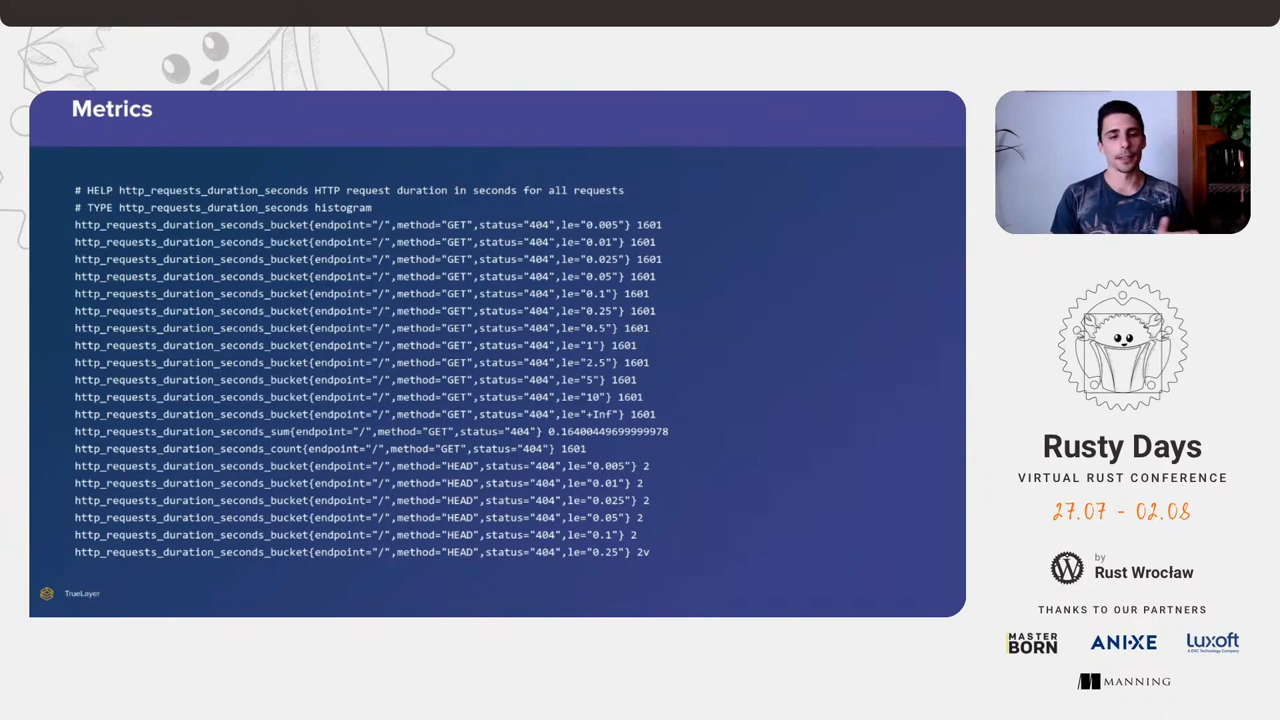 Metrics
# HELP http_requests_duration_seconds HTTP request duration in seconds for all requests
# TYPE http_requests_duration_seconds histogram
http_requests_duration_seconds_bucket{endpoint="/",method="GET",status="404",le="0.005"} 1601
http_requests_duration_seconds_bucket{endpoint="/",method="GET",status="404",le="0.01"} 1601
http_requests_duration_seconds_bucket{endpoint="/",method="GET",status="404",le="0.025"} 1601
http_requests_duration_seconds_bucket{endpoint="/",method="GET",status="404",le="0.05"} 1601
http_requests_duration_seconds_bucket{endpoint="/",method="GET",status="404",le="0.1"} 1601
http_requests_duration_seconds_bucket{endpoint="/",method="GET",status="404",le="0.25"} 1601
http_requests_duration_seconds_bucket{endpoint="/",method="GET",status="404",le="0.5"} 1601
http_requests_duration_seconds_bucket{endpoint="/",method="GET",status="404",le="1"} 1601
http_requests_duration_seconds_bucket{endpoint="/",method="GET",status="404",le="2.5"} 1601
http_requests_duration_seconds_bucket{endpoint="/",method="GET",status="404",le="5"} 1601
http_requests_duration_seconds_bucket{endpoint="/",method="GET",status="404",le="10"} 1601
http_requests_duration_seconds_bucket{endpoint="/",method="GET",status="404",le="+Inf"} 1601
http_requests_duration_seconds_sum{endpoint="/",method="GET",status="404"} 0.16400449699999978
http_requests_duration_seconds_count{endpoint="/",method="GET",status="404"} 1601
http_requests_duration_seconds_bucket{endpoint="/",method="HEAD",status="404",le="0.005"} 2
http_requests_duration_seconds_bucket{endpoint="/",method="HEAD",status="404",le="0.01"} 2
http_requests_duration_seconds_bucket{endpoint="/",method="HEAD",status="404",le="0.025"} 2
http_requests_duration_seconds_bucket{endpoint="/",method="HEAD",status="404",le="0.05"} 2
http_requests_duration_seconds_bucket{endpoint="/",method="HEAD",status="404",le="0.1"} 2
http_requests_duration_seconds_bucket{endpoint="/",method="HEAD",status="404",le="0.25"} 2v
TrueLayer
Rusty Days
VIRTUAL RUST CONFERENCE
27.07 - 02.08
by
Rust Wrocław
THANKS TO OUR PARTNERS
MASTER
BORN
ANIXE
Luxoft
A DXC Technology Company
MANNING